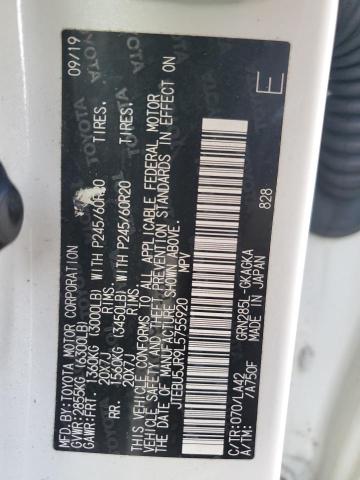 MFD.BY:TOYOTA MOTOR CORPORATION 09/19
GVWR:2855KG (6300LB)
GAWR:FRT. 1360KG (3000LB) WITH P245/60R20 TIRES.
20X7J RIMS.
RR. 1560KG (3450LB) WITH P245/60R20 TIRES.
20X7J RIMS.
THIS VEHICLE CONFORMS TO ALL APPLICABLE FEDERAL MOTOR
VEHICLE SAFETY AND THEFT PREVENTION STANDARDS IN EFFECT ON
THE DATE OF MANUFACTURE SHOWN ABOVE.
JTEBU5JR9L5755920 MPV
C/TR:070/LA42 GRN285L-GKAGKA
A/TM: /A750F MADE IN JAPAN 828
E